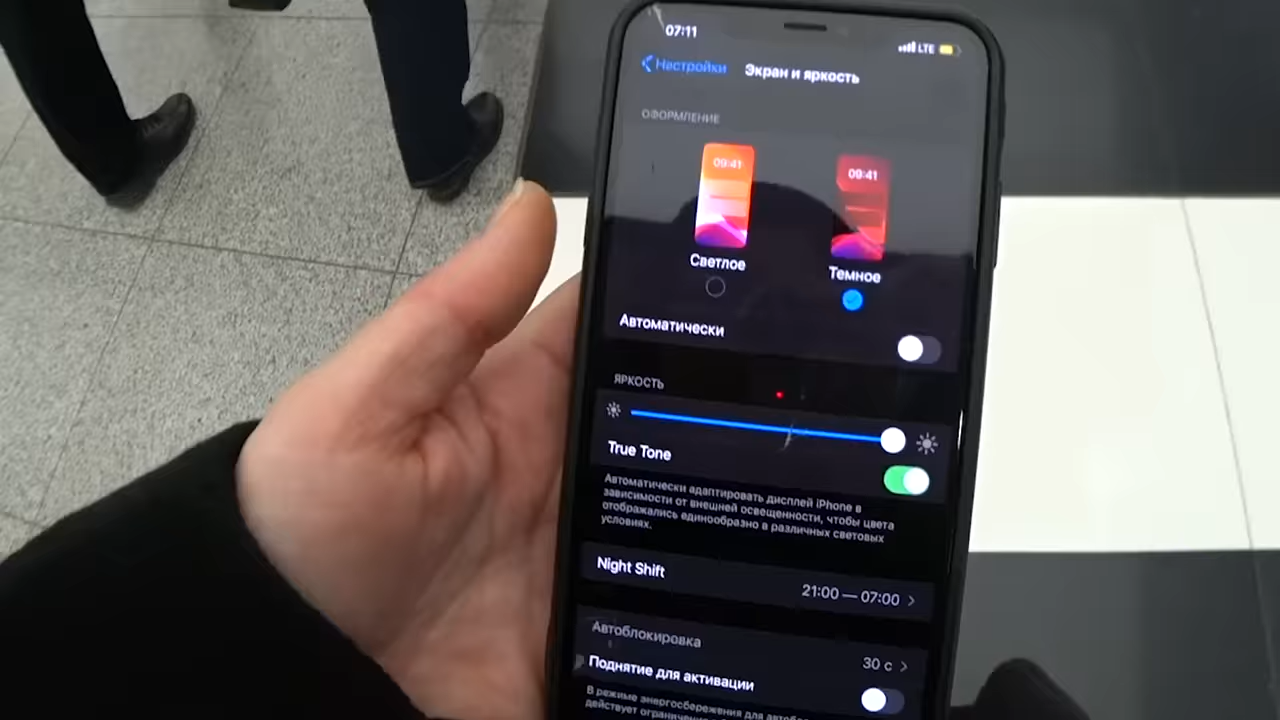 07:11
LTE
Настройки
Экран и яркость
ОФОРМЛЕНИЕ
09:41
09:41
Светлое
Темное
Автоматически
ЯРКОСТЬ
True Tone
Автоматически адаптировать дисплей iPhone в
зависимости от внешней освещенности, чтобы цвета
отображались единообразно в различных световых
условиях.
Night Shift
21:00 — 07:00
Автоблокировка
30 с
Поднятие для активации
В режиме энергосбережения для
действует